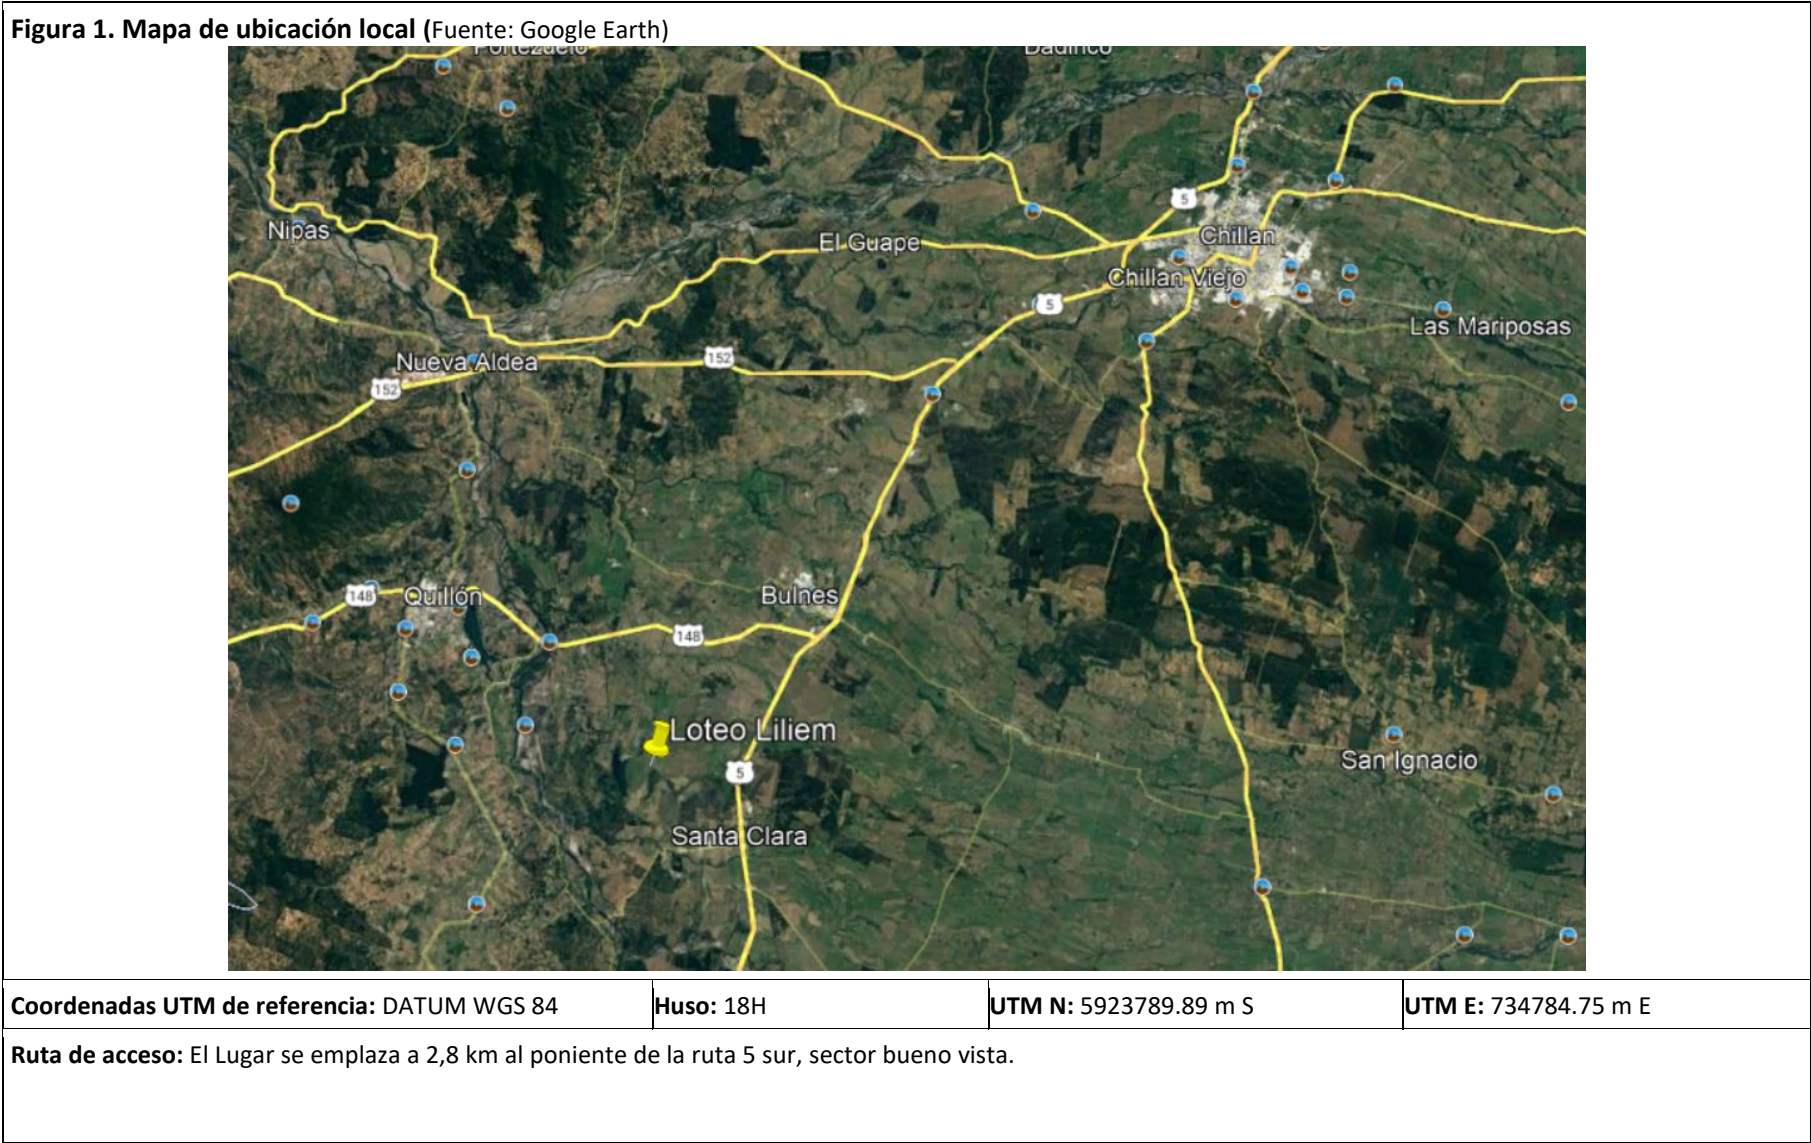 Figura 1. Mapa de ubicación local (Fuente: Google Earth)
Portezuelo
Dadinco
5
Nipas
El Guape
Chillan
Chillan Viejo
5
Las Mariposas
Nueva Aldea
152
152
148
Quillón
Bulnes
148
Loteo Liliem
5
San Ignacio
Santa Clara
Coordenadas UTM de referencia: DATUM WGS 84
Huso: 18H
UTM N: 5923789.89 m S
UTM E: 734784.75 m E
Ruta de acceso: El Lugar se emplaza a 2,8 km al poniente de la ruta 5 sur, sector bueno vista.